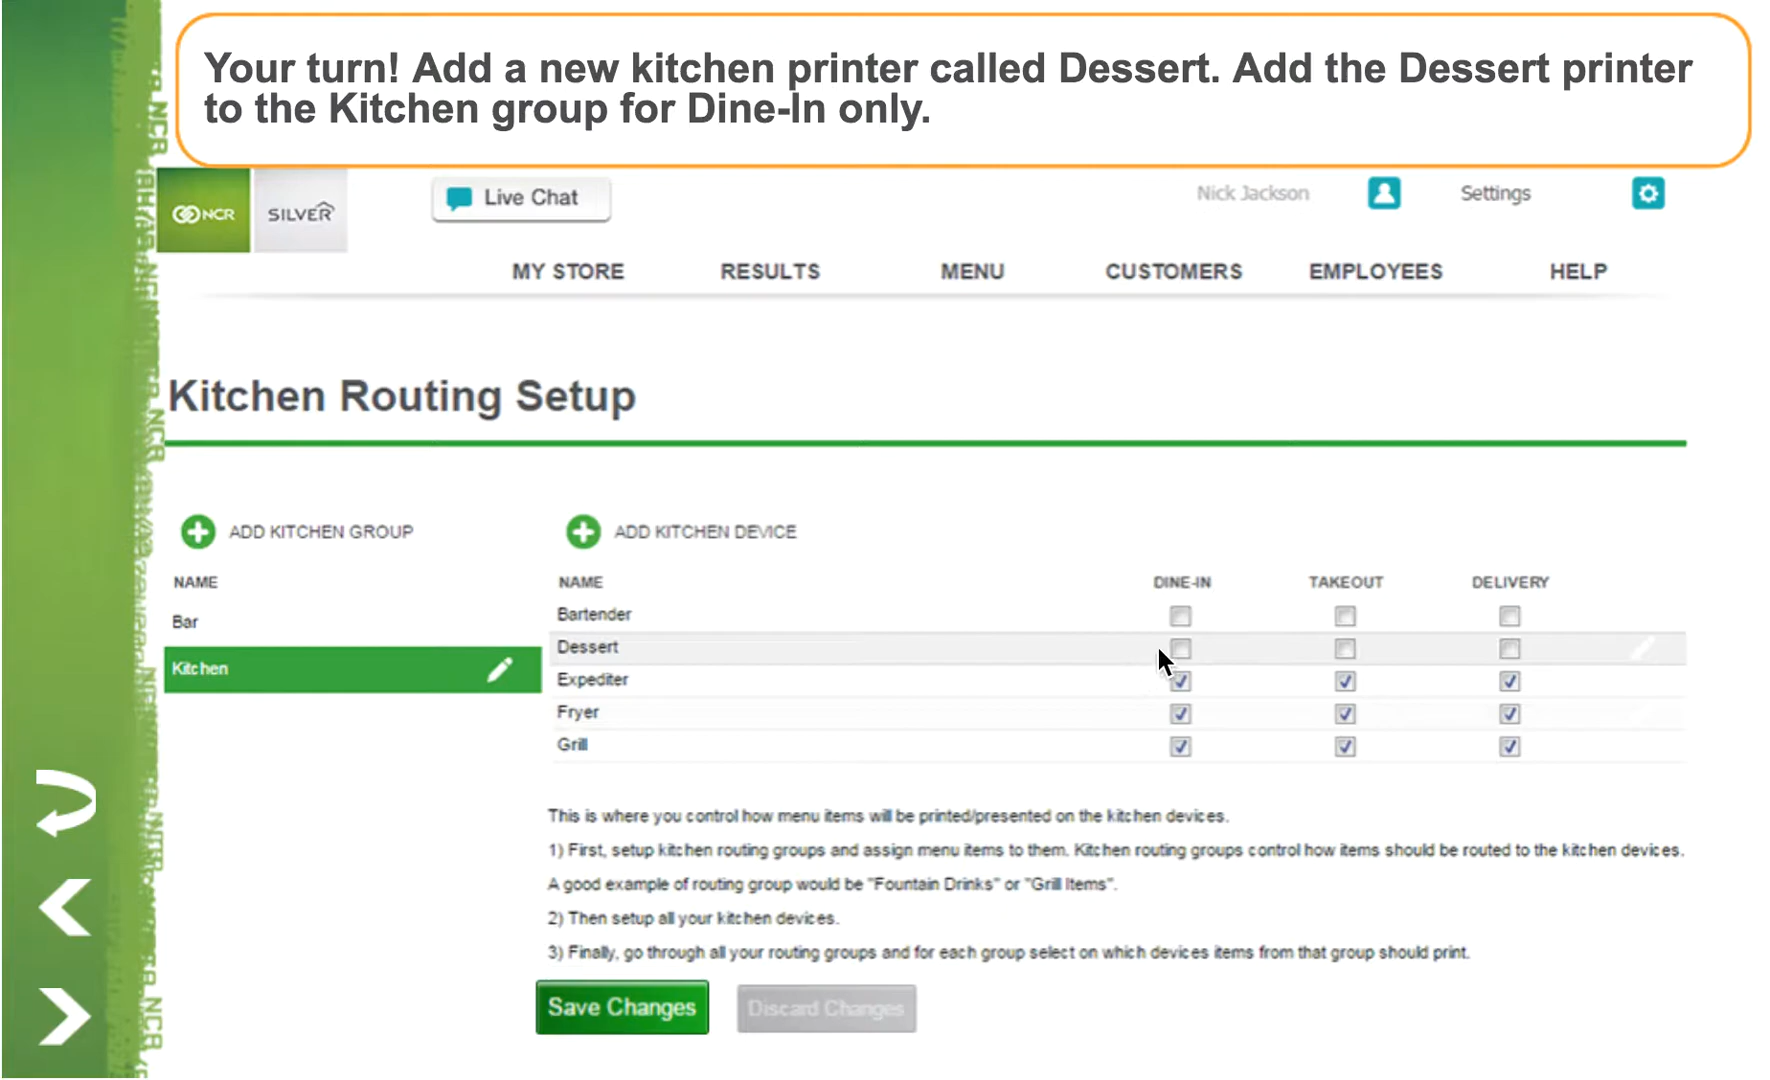 Your turn! Add a new kitchen printer called Dessert. Add the Dessert printer
to the Kitchen group for Dine-In only.
NCR
SILVER
Live Chat
Nick Jackson
Settings
MY STORE
RESULTS
MENU
CUSTOMERS
EMPLOYEES
HELP
Kitchen Routing Setup
ADD KITCHEN GROUP
ADD KITCHEN DEVICE
NAME
NAME
DINE-IN
TAKEOUT
DELIVERY
Bar
Kitchen
Bartender
Dessert
Expediter
Fryer
Grill
This is where you control how menu items will be printed/presented on the kitchen devices.
1) First, setup kitchen routing groups and assign menu items to them. Kitchen routing groups control how items should be routed to the kitchen devices.
A good example of routing group would be "Fountain Drinks" or "Grill Items".
2) Then setup all your kitchen devices.
3) Finally, go through all your routing groups and for each group select on which devices items from that group should print.
Save Changes
Discard Changes